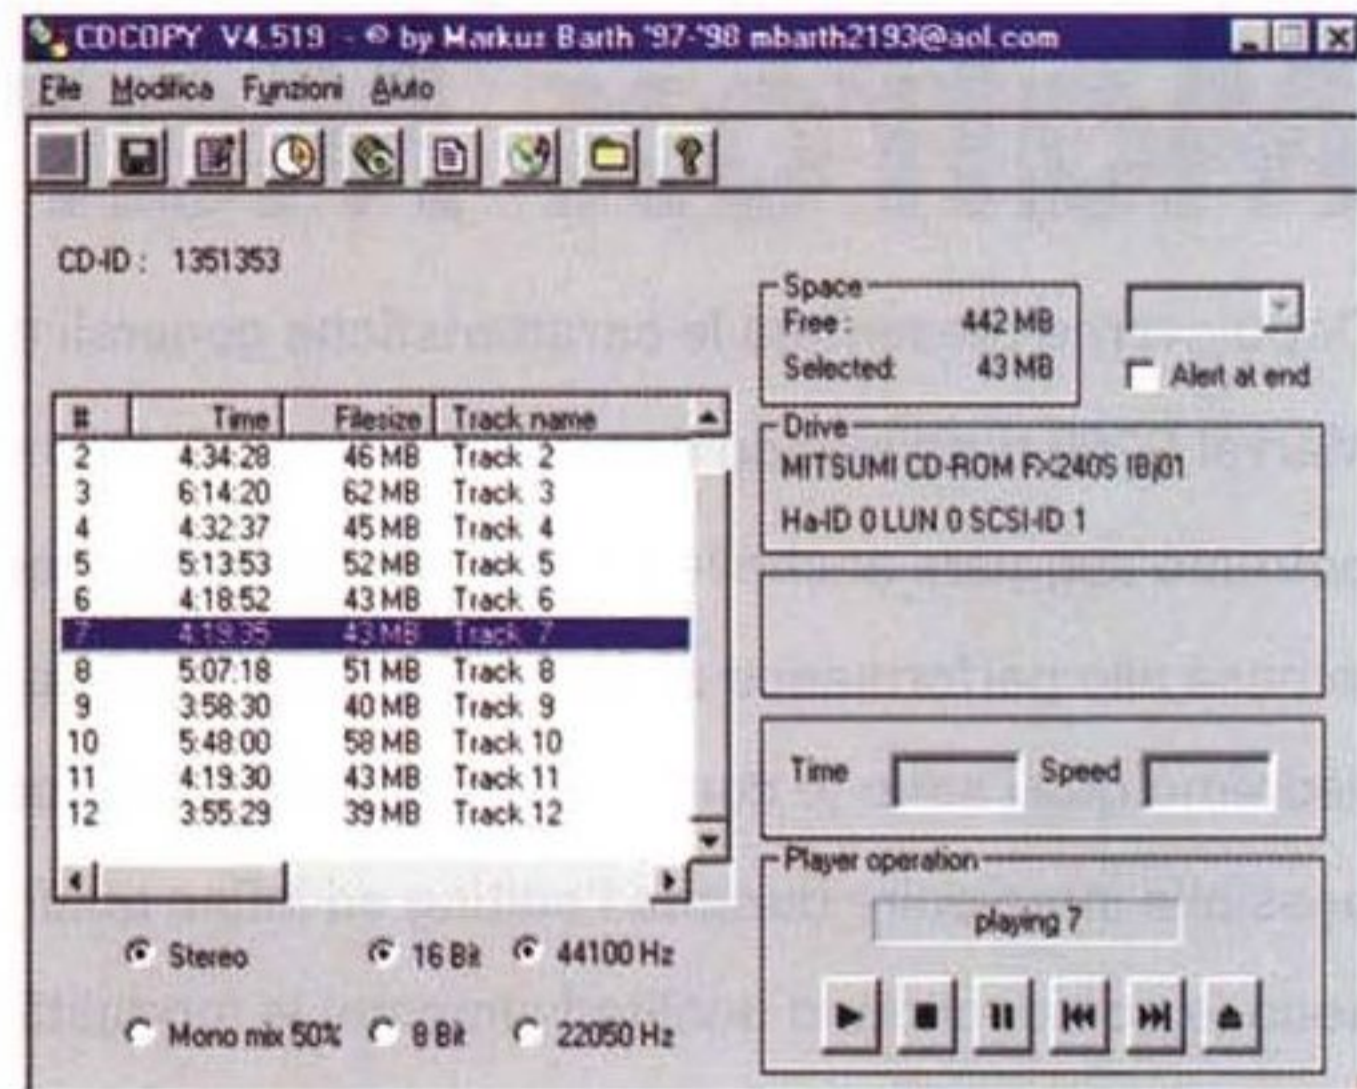 CDCOPY V4.519 - © by Markus Barth '97-'98 mbarth2193@aol.com
File Modifica Funzioni Aiuto
CD-ID : 1351353
Space
Free : 442 MB
Selected: 43 MB
Alert at end
# Time Filesize Track name
2 4:34:28 46 MB Track 2
3 6:14:20 62 MB Track 3
4 4:32:37 45 MB Track 4
5 5:13:53 52 MB Track 5
6 4:18:52 43 MB Track 6
7 4:19:35 43 MB Track 7
8 5:07:18 51 MB Track 8
9 3:58:30 40 MB Track 9
10 5:48:00 58 MB Track 10
11 4:19:30 43 MB Track 11
12 3:55:29 39 MB Track 12
Drive
MITSUMI CD-ROM FX240S
Ha-ID 0 LUN 0 SCSI-ID 1
Time Speed
Player operation
playing 7
Stereo 16 Bit 44100 Hz
Mono mix 50% 8 Bit 22050 Hz